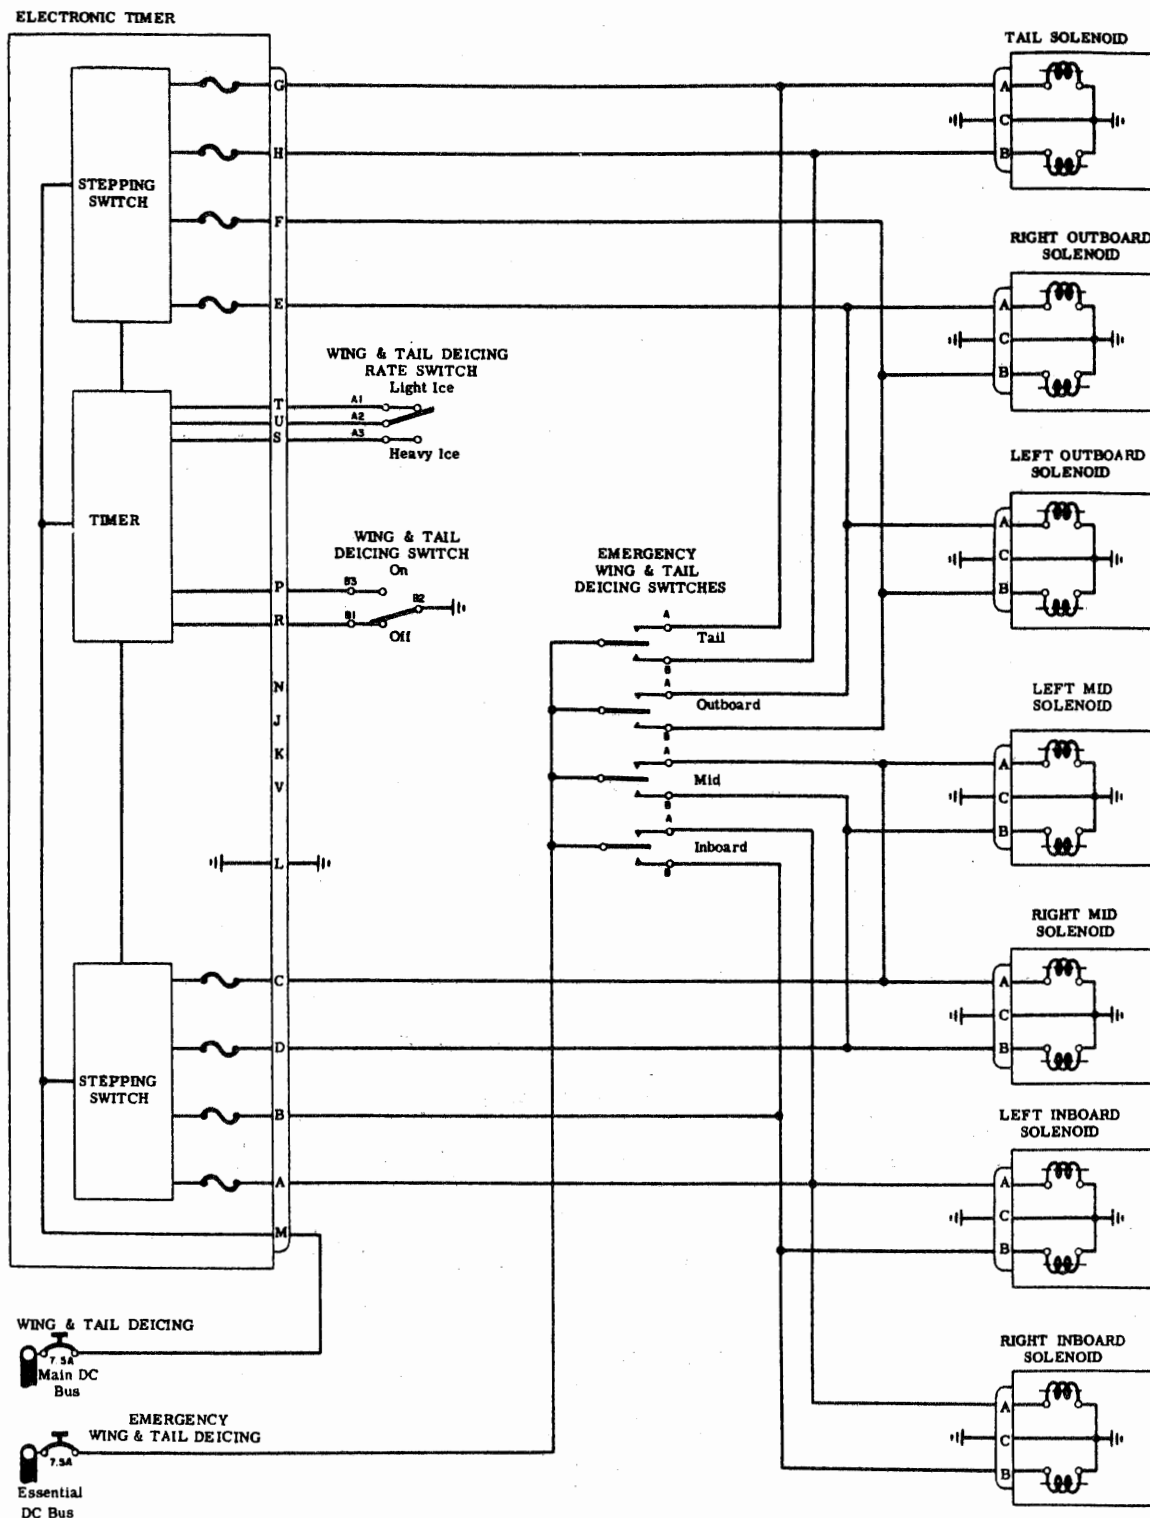 ELECTRONIC TIMER
STEPPING
SWITCH
G
H
F
E
TIMER
T
U
S
P
R
N
J
K
V
L
STEPPING
SWITCH
C
D
B
A
M
WING & TAIL DEICING
RATE SWITCH
Light Ice
A1
A2
A3
Heavy Ice
WING & TAIL
DEICING SWITCH
On
B3
B2
B1
Off
EMERGENCY
WING & TAIL
DEICING SWITCHES
A
Tail
B
A
Outboard
B
A
Mid
B
A
Inboard
B
TAIL SOLENOID
A
C
B
RIGHT OUTBOARD
SOLENOID
A
C
B
LEFT OUTBOARD
SOLENOID
A
C
B
LEFT MID
SOLENOID
A
C
B
RIGHT MID
SOLENOID
A
C
B
LEFT INBOARD
SOLENOID
A
C
B
RIGHT INBOARD
SOLENOID
A
C
B
WING & TAIL DEICING
7.5A
Main DC
Bus
EMERGENCY
WING & TAIL DEICING
7.5A
Essential
DC Bus